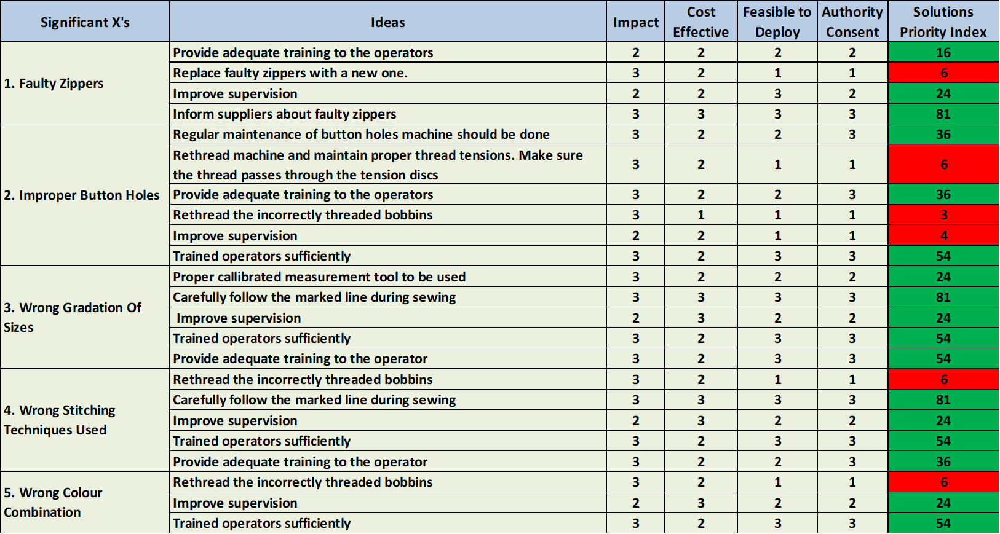 Significant X's Ideas Impact Cost Effective Feasible to Deploy Authority Consent Solutions Priority Index
1. Faulty Zippers
Provide adequate training to the operators 2 2 2 2 16
Replace faulty zippers with a new one. 3 2 1 1 6
Improve supervision 2 2 3 2 24
Inform suppliers about faulty zippers 3 3 3 3 81
2. Improper Button Holes
Regular maintenance of button holes machine should be done 3 2 2 3 36
Rethread machine and maintain proper thread tensions. Make sure
the thread passes through the tension discs 3 2 1 1 6
Provide adequate training to the operators 3 2 2 3 36
Rethread the incorrectly threaded bobbins 3 1 1 1 3
Improve supervision 2 2 1 1 4
Trained operators sufficiently 3 2 3 3 54
3. Wrong Gradation Of
Sizes
Proper callibrated measurement tool to be used 3 2 2 2 24
Carefully follow the marked line during sewing 3 3 3 3 81
Improve supervision 2 3 2 2 24
Trained operators sufficiently 3 2 3 3 54
Provide adequate training to the operator 3 2 3 3 54
4. Wrong Stitching
Techniques Used
Rethread the incorrectly threaded bobbins 3 2 1 1 6
Carefully follow the marked line during sewing 3 3 3 3 81
Improve supervision 2 3 2 2 24
Trained operators sufficiently 3 2 3 3 54
Provide adequate training to the operator 3 2 2 3 36
5. Wrong Colour
Combination
Rethread the incorrectly threaded bobbins 3 2 1 1 6
Improve supervision 2 3 2 2 24
Trained operators sufficiently 3 2 3 3 54